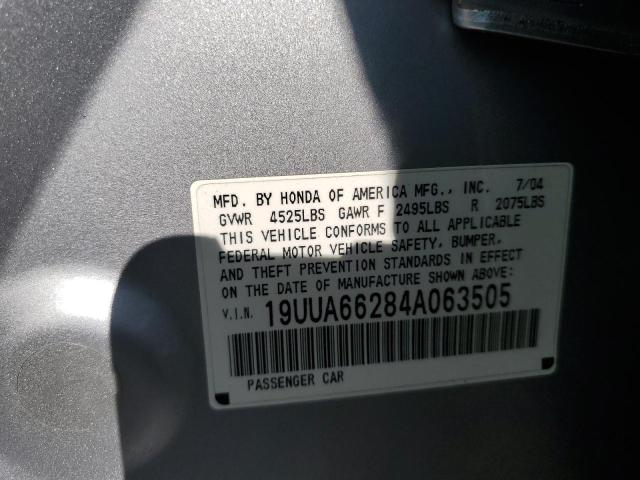 MFD. BY HONDA OF AMERICA MFG., INC. 7/04
GVWR 4525LBS GAWR F 2495LBS R 2075LBS
THIS VEHICLE CONFORMS TO ALL APPLICABLE
FEDERAL MOTOR VEHICLE SAFETY, BUMPER,
AND THEFT PREVENTION STANDARDS IN EFFECT
ON THE DATE OF MANUFACTURE SHOWN ABOVE:
V.I.N. 19UUA66284A063505
PASSENGER CAR